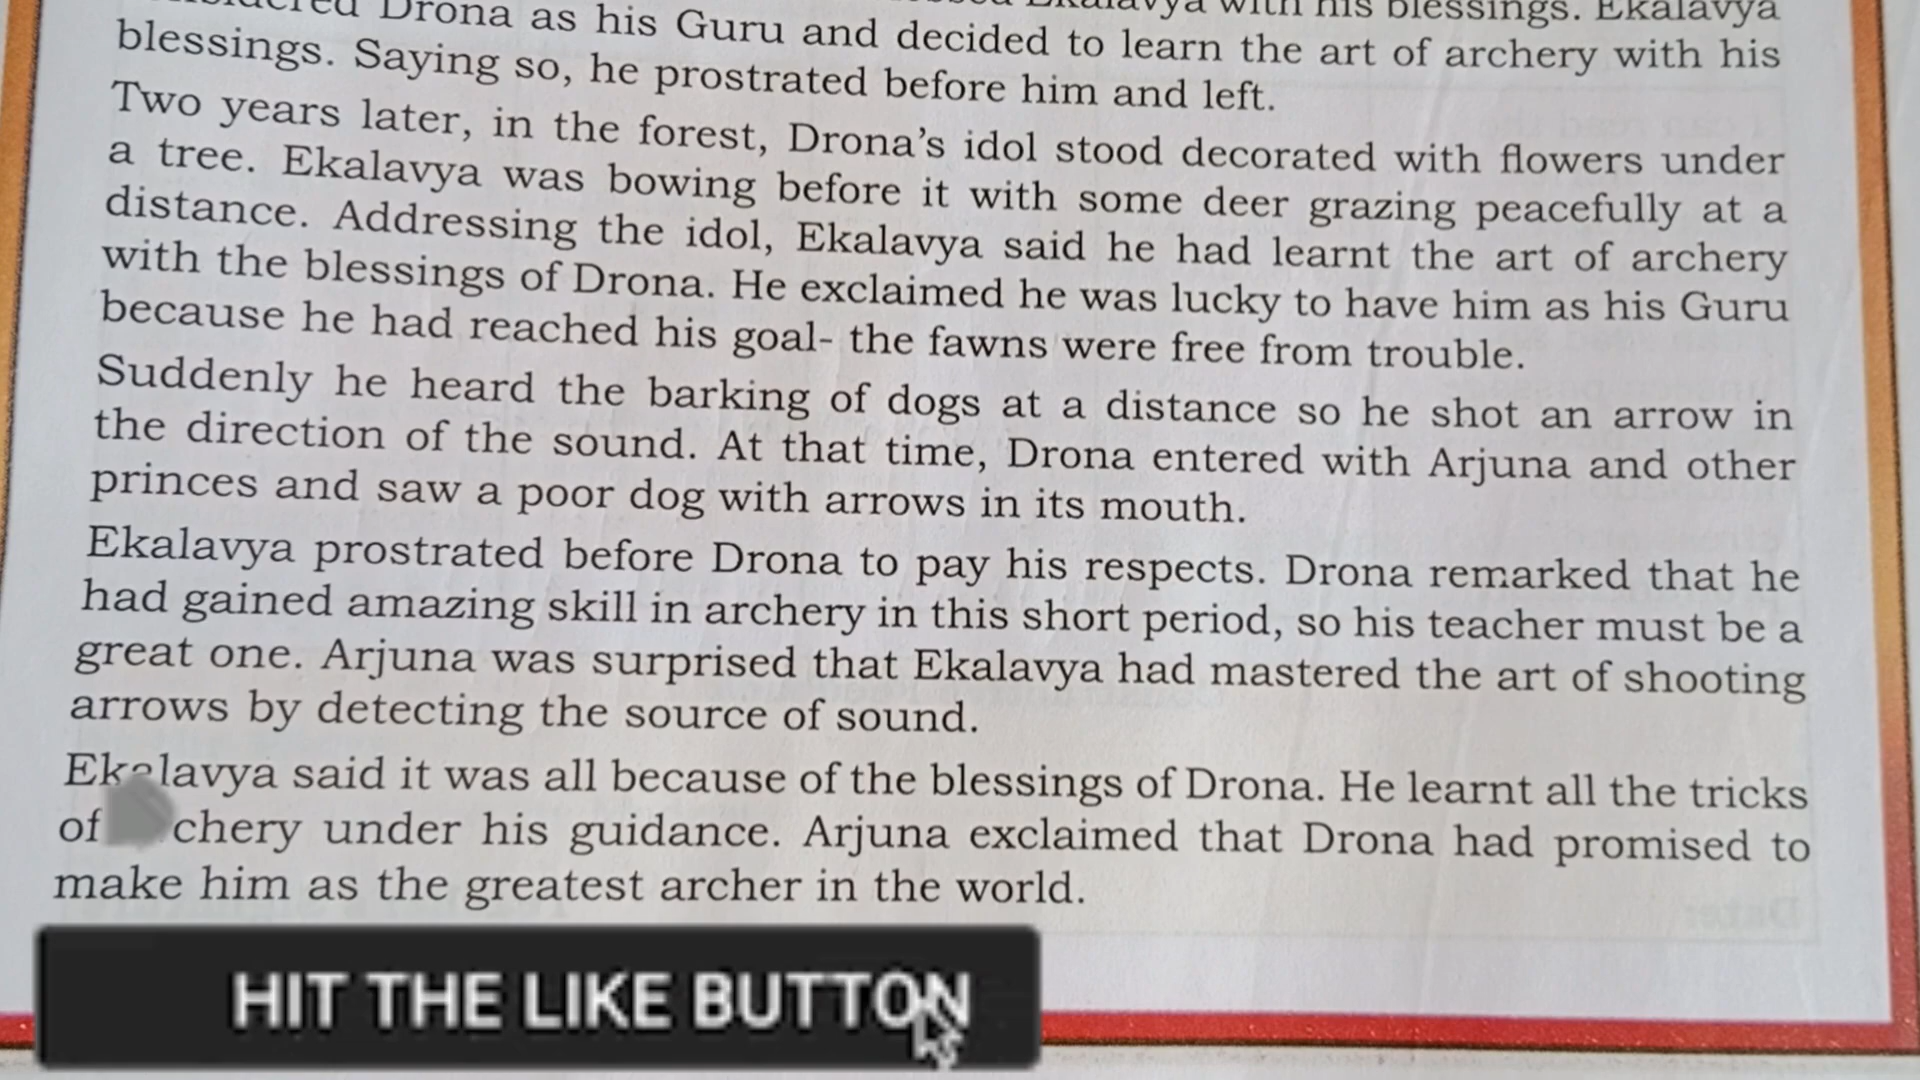 Drona as his Guru and decided to learn the art of archery with his
blessings. Saying so, he prostrated before him and left.
Two years later, in the forest, Drona's idol stood decorated with flowers under
a tree. Ekalavya was bowing before it with some deer grazing peacefully at a
distance. Addressing the idol, Ekalavya said he had learnt the art of archery
with the blessings of Drona. He exclaimed he was lucky to have him as his Guru
because he had reached his goal- the fawns were free from trouble.
Suddenly he heard the barking of dogs at a distance so he shot an arrow in
the direction of the sound. At that time, Drona entered with Arjuna and other
princes and saw a poor dog with arrows in its mouth.
Ekalavya prostrated before Drona to pay his respects. Drona remarked that he
had gained amazing skill in archery in this short period, so his teacher must be a
great one. Arjuna was surprised that Ekalavya had mastered the art of shooting
arrows by detecting the source of sound.
Ekalavya said it was all because of the blessings of Drona. He learnt all the tricks
of chery under his guidance. Arjuna exclaimed that Drona had promised to
make him as the greatest archer in the world.
HIT THE LIKE BUTTON